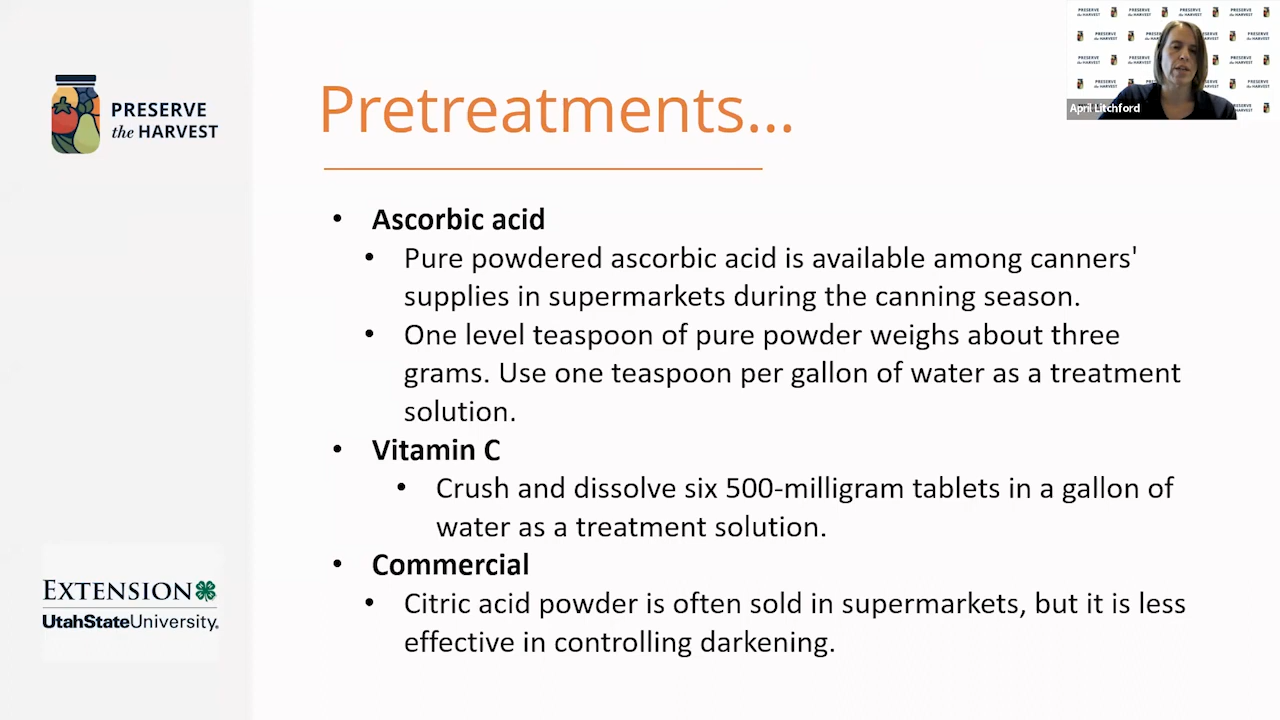 PRESERVE
the HARVEST
Pretreatments...
April Litchford
• Ascorbic acid
• Pure powdered ascorbic acid is available among canners'
supplies in supermarkets during the canning season.
• One level teaspoon of pure powder weighs about three
grams. Use one teaspoon per gallon of water as a treatment
solution.
• Vitamin C
• Crush and dissolve six 500-milligram tablets in a gallon of
water as a treatment solution.
• Commercial
• Citric acid powder is often sold in supermarkets, but it is less
effective in controlling darkening.
EXTENSION
UtahStateUniversity.